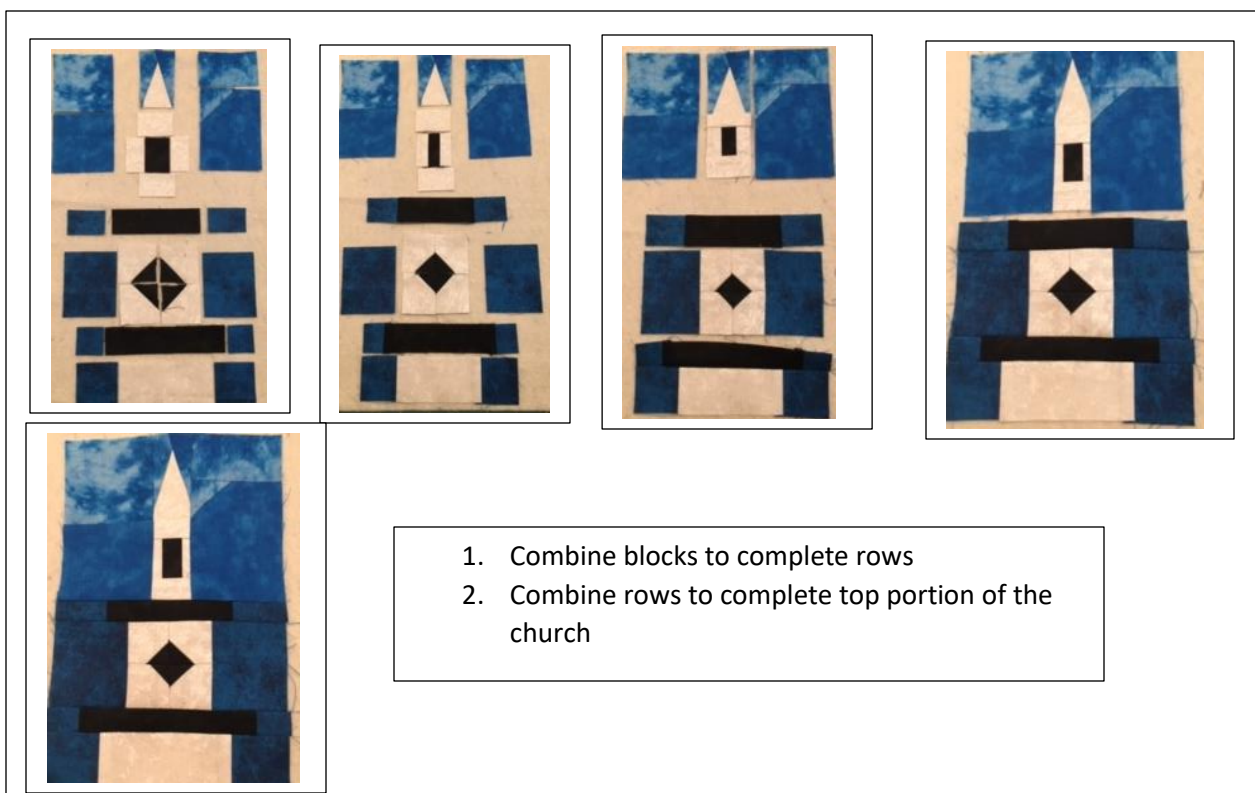 1. Combine blocks to complete rows
2. Combine rows to complete top portion of the
church